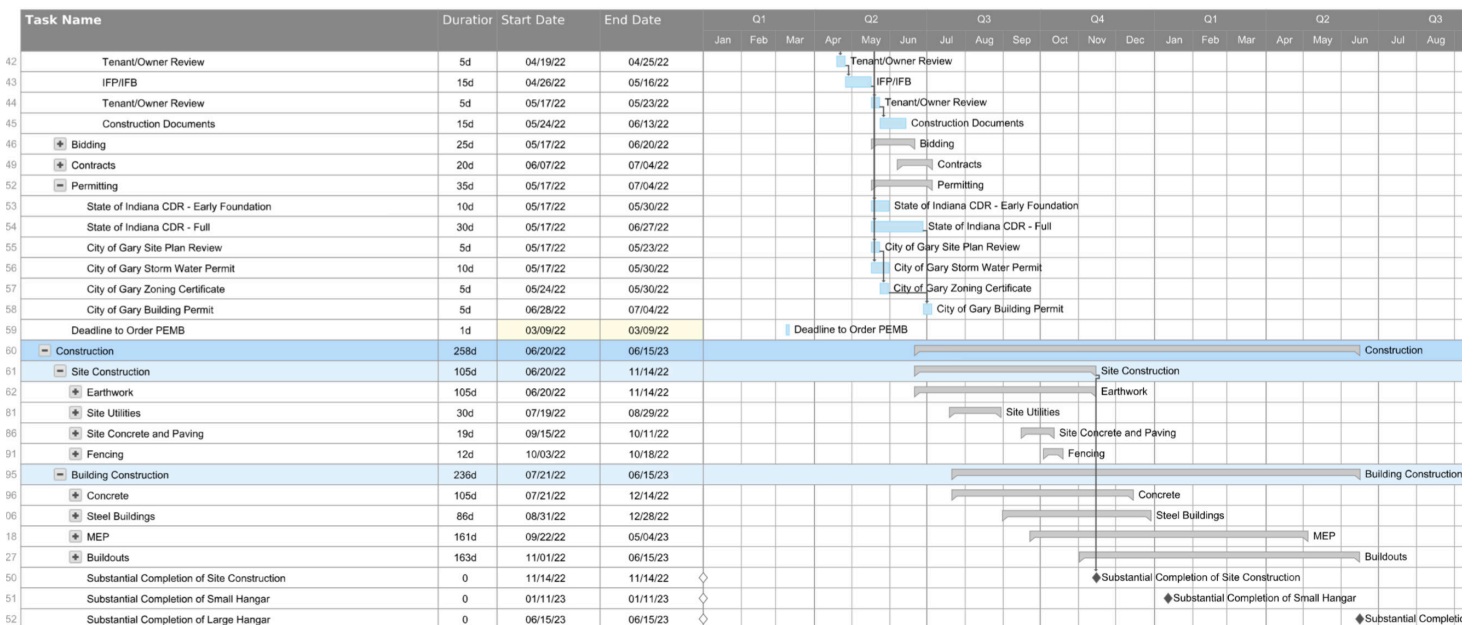 Task Name Duration Start Date End Date Q1 Q2 Q3 Q4 Q1 Q2 Q3
Jan Feb Mar Apr May Jun Jul Aug Sep Oct Nov Dec Jan Feb Mar Apr May Jun Jul Aug
42 Tenant/Owner Review 5d 04/19/22 04/25/22 Tenant/Owner Review
43 IFP/IFB 15d 04/26/22 05/16/22 IFP/IFB
44 Tenant/Owner Review 5d 05/17/22 05/23/22 Tenant/Owner Review
45 Construction Documents 15d 05/24/22 06/13/22 Construction Documents
46 Bidding 25d 05/17/22 06/20/22 Bidding
49 Contracts 20d 06/07/22 07/04/22 Contracts
52 Permitting 35d 05/17/22 07/04/22 Permitting
53 State of Indiana CDR - Early Foundation 10d 05/17/22 05/30/22 State of Indiana CDR - Early Foundation
54 State of Indiana CDR - Full 30d 05/17/22 06/27/22 State of Indiana CDR - Full
55 City of Gary Site Plan Review 5d 05/17/22 05/23/22 City of Gary Site Plan Review
56 City of Gary Storm Water Permit 10d 05/17/22 05/30/22 City of Gary Storm Water Permit
57 City of Gary Zoning Certificate 5d 05/24/22 05/30/22 City of Gary Zoning Certificate
58 City of Gary Building Permit 5d 06/28/22 07/04/22 City of Gary Building Permit
59 Deadline to Order PEMB 1d 03/09/22 03/09/22 Deadline to Order PEMB
60 Construction 258d 06/20/22 06/15/23 Construction
61 Site Construction 105d 06/20/22 11/14/22 Site Construction
62 Earthwork 105d 06/20/22 11/14/22 Earthwork
81 Site Utilities 30d 07/19/22 08/29/22 Site Utilities
86 Site Concrete and Paving 19d 09/15/22 10/11/22 Site Concrete and Paving
91 Fencing 12d 10/03/22 10/18/22 Fencing
95 Building Construction 236d 07/21/22 06/15/23 Building Construction
96 Concrete 105d 07/21/22 12/14/22 Concrete
06 Steel Buildings 86d 08/31/22 12/28/22 Steel Buildings
18 MEP 161d 09/22/22 05/04/23 MEP
27 Buildouts 163d 11/01/22 06/15/23 Buildouts
50 Substantial Completion of Site Construction 0 11/14/22 11/14/22 Substantial Completion of Site Construction
51 Substantial Completion of Small Hangar 0 01/11/23 01/11/23 Substantial Completion of Small Hangar
52 Substantial Completion of Large Hangar 0 06/15/23 06/15/23 Substantial Completi